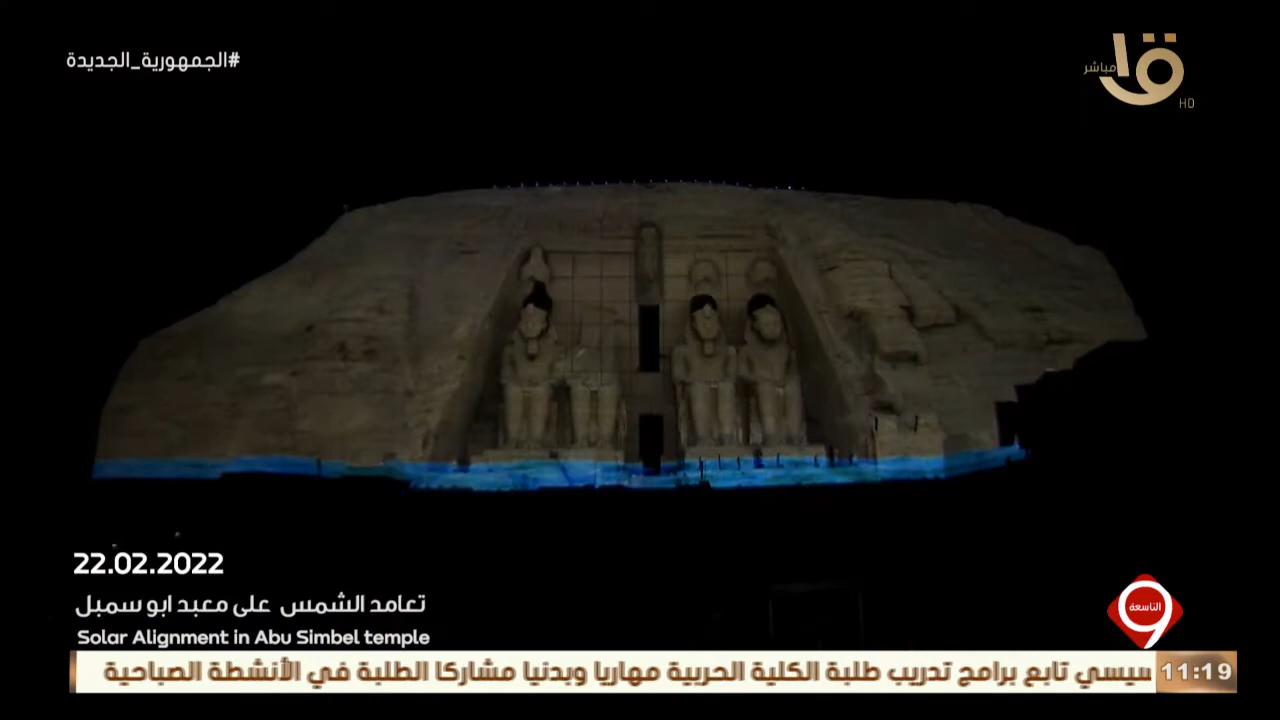 #الجمهورية_الجديدة
مباشر
HD
22.02.2022
تعامد الشمس على معبد ابو سمبل
Solar Alignment in Abu Simbel temple
التاسعة
9
سيسي تابع برامج تدريب طلبة الكلية الحربية مهاريا وبدنيا مشاركا الطلبة في الأنشطة الصباحية
11:19